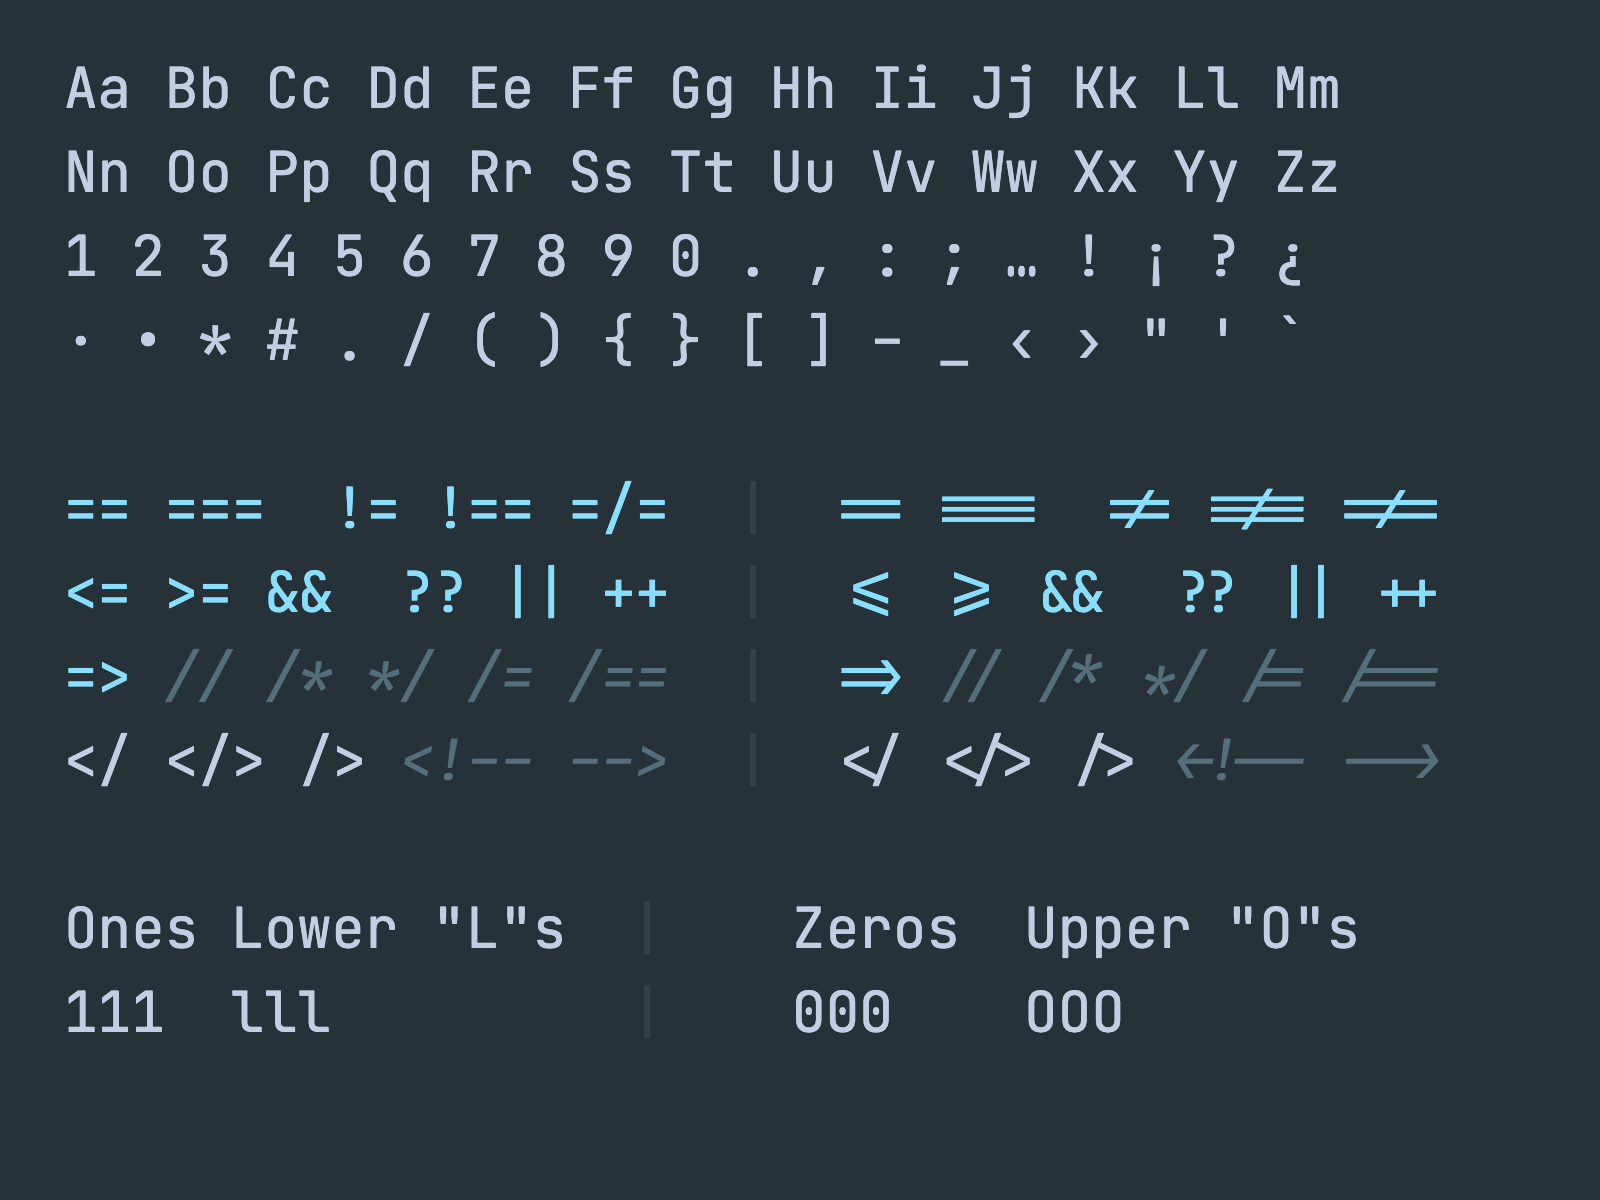 Aa Bb Cc Dd Ee Ff Gg Hh Ii Jj Kk Ll Mm
Nn Oo Pp Qq Rr Ss Tt Uu Vv Ww Xx Yy Zz
1 2 3 4 5 6 7 8 9 0 . , : ; … ! ¡ ? ¿
· • * # . / ( ) { } [ ] - _ ‹ › " ' `
== === != !== =/= | == === != !== =/=
<= >= && ?? || ++ | <= >= && ?? || ++
=> // /* */ /= /== | => // /* */ /= /==
</ </> /> <!-- --> | </ </> /> <!-- -->
Ones Lower "L"s | Zeros Upper "O"s
111 lll | 000 OOO